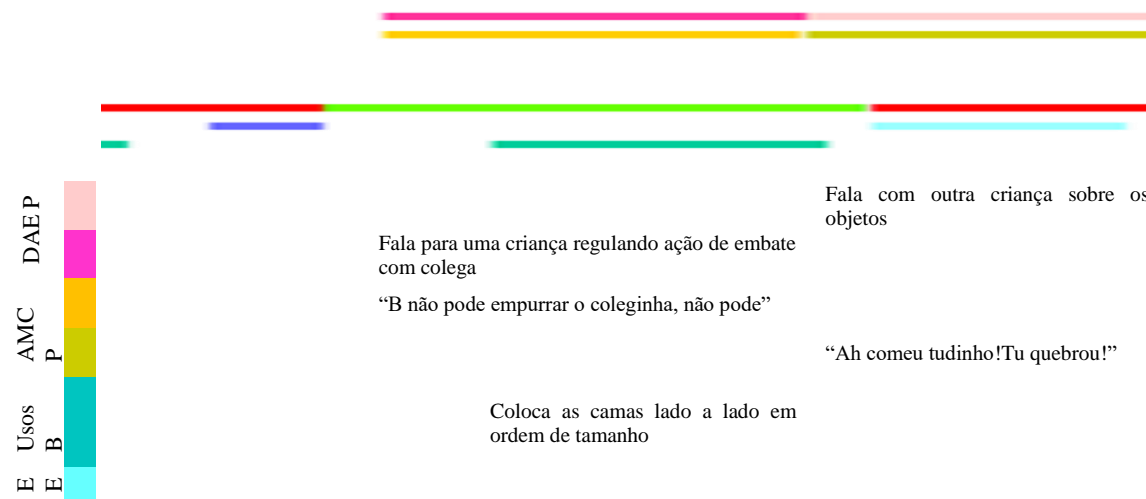 DAE P
Fala com outra criança sobre os
objetos
Fala para uma criança regulando ação de embate
com colega
AMC
P
“B não pode empurrar o coleginha, não pode”
“Ah comeu tudinho!Tu quebrou!”
Usos
B
Coloca as camas lado a lado em
ordem de tamanho
E
E